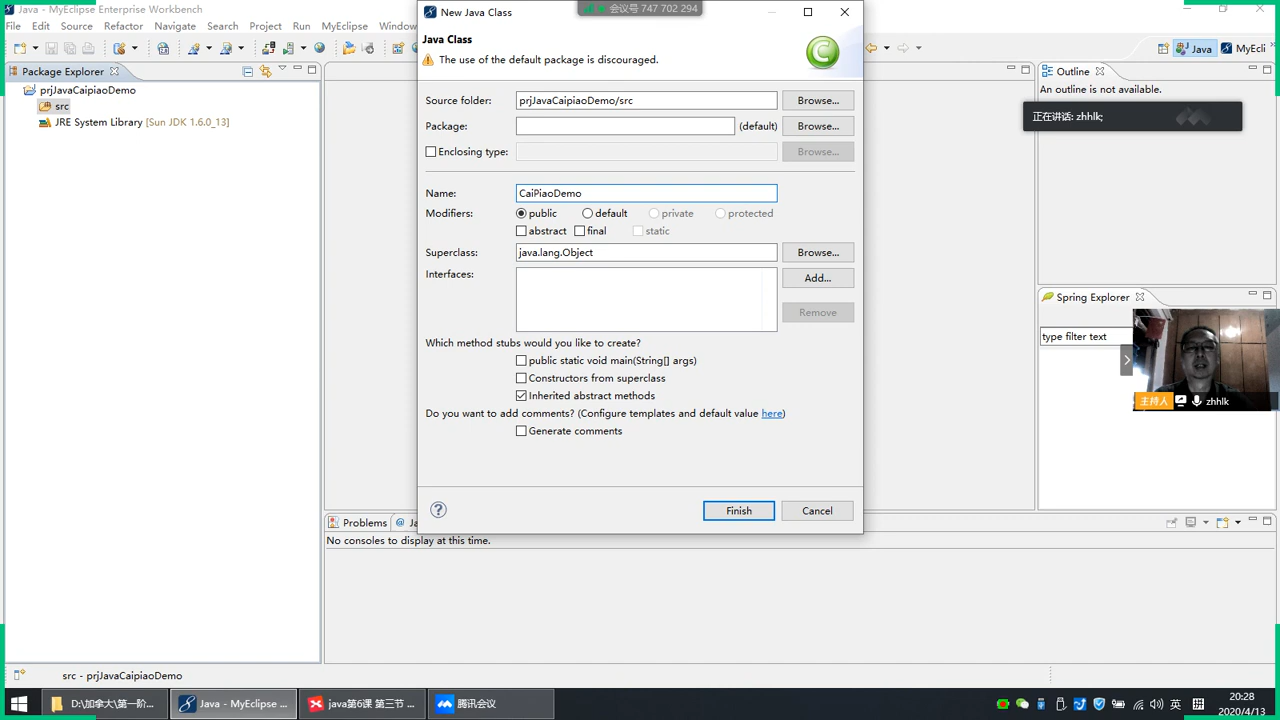 Java - MyEclipse Enterprise Workbench
File Edit Source Refactor Navigate Search Project Run MyEclipse Window
New Java Class
会议号 747 702 294
Java Class
The use of the default package is discouraged.
Java
MyEcli
Package Explorer
prjJavaCaipiaoDemo
src
JRE System Library [Sun JDK 1.6.0_13]
Source folder: prjJavaCaipiaoDemo/src Browse...
Package: (default) Browse...
Enclosing type: Browse...
Name: CaiPiaoDemo
Modifiers: public default private protected
abstract final static
Superclass: java.lang.Object Browse...
Interfaces: Add...
Remove
Which method stubs would you like to create?
public static void main(String[] args)
Constructors from superclass
Inherited abstract methods
Do you want to add comments? (Configure templates and default value here)
Generate comments
Finish Cancel
Outline
An outline is not available.
正在讲话: zhhlk;
Spring Explorer
type filter text
主持人 zhhlk
Problems @ Ja
No consoles to display at this time.
src - prjJavaCaipiaoDemo
D:\加拿大\第一阶...
Java - MyEclipse ...
java第6课 第三节 ...
腾讯会议
英
拼
20:28
2020/4/13